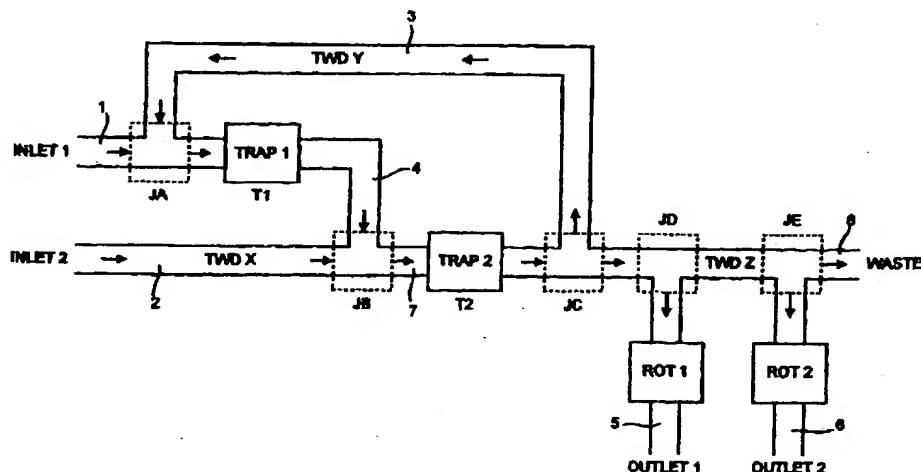 3
TWD Y
1
INLET 1
TRAP 1
4
JA
T1
JD
JE
8
INLET 2
TWD X
TRAP 2
TWD Z
WASTE
2
JB
7
T2
JC
ROT 1
ROT 2
5
6
OUTLET 1
OUTLET 2